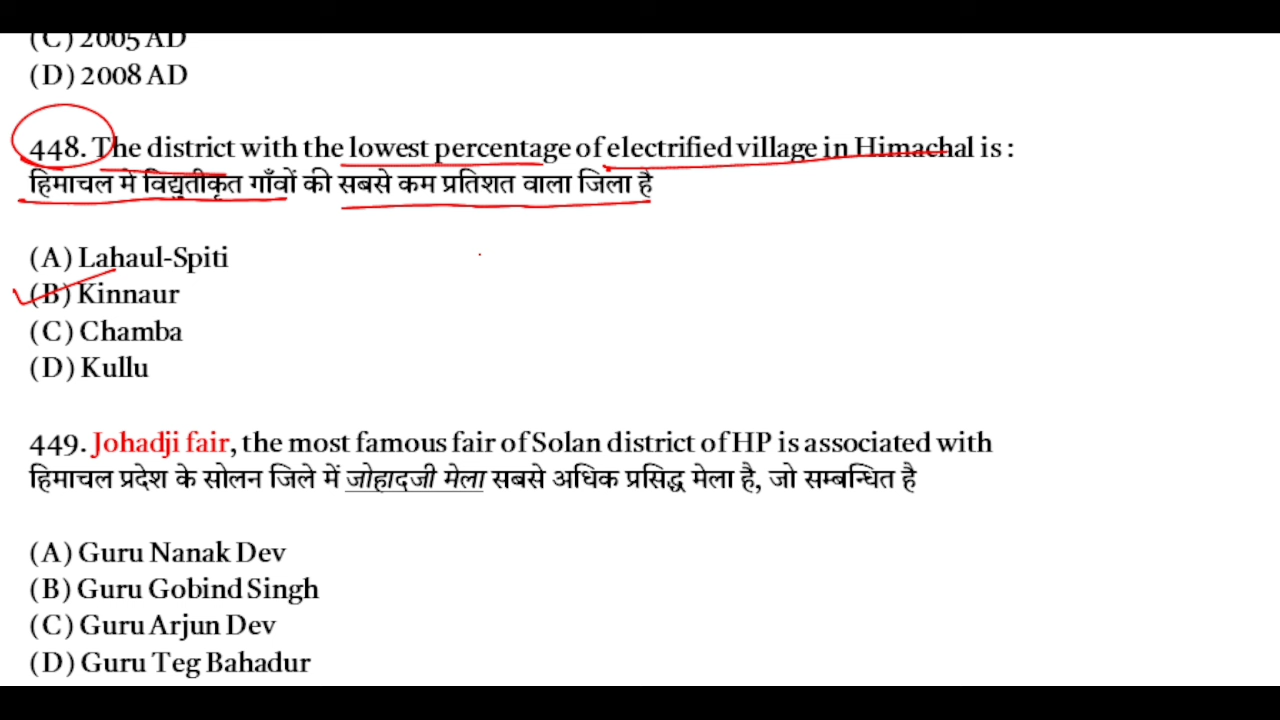 (C) 2005 AD
(D) 2008 AD
448. The district with the lowest percentage of electrified village in Himachal is :
हिमाचल मे विद्युतीकृत गाँवों की सबसे कम प्रतिशत वाला जिला है
(A) Lahaul-Spiti
(B) Kinnaur
(C) Chamba
(D) Kullu
449. Johadji fair, the most famous fair of Solan district of HP is associated with
हिमाचल प्रदेश के सोलन जिले में जोहादजी मेला सबसे अधिक प्रसिद्ध मेला है, जो सम्बन्धित है
(A) Guru Nanak Dev
(B) Guru Gobind Singh
(C) Guru Arjun Dev
(D) Guru Teg Bahadur